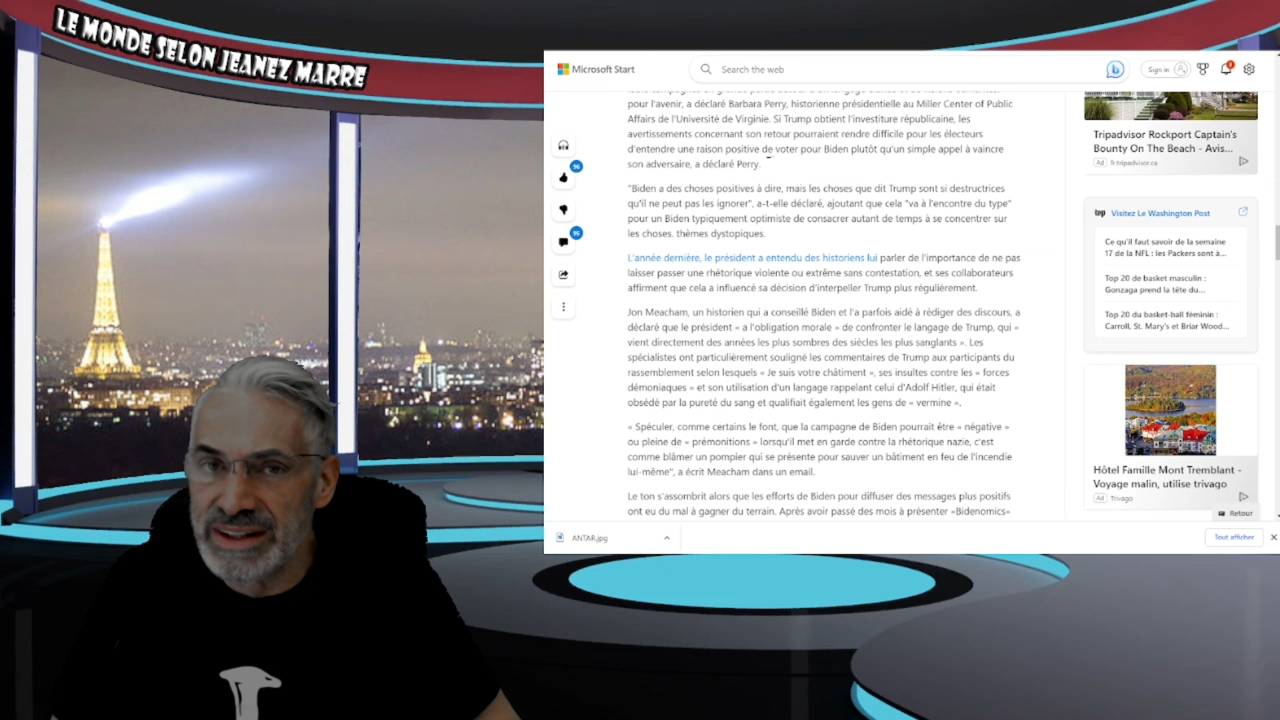 LE MONDE SELON JEANEZ MARRE
Microsoft Start
Search the web
Sign in
pour l'avenir, a déclaré Barbara Perry, historienne présidentielle au Miller Center of Public
Affairs de l'Université de Virginie. Si Trump obtient l'investiture républicaine, les
avertissements concernant son retour pourraient rendre difficile pour les électeurs
d'entendre une raison positive de voter pour Biden plutôt qu'un simple appel à vaincre
son adversaire, a déclaré Perry.
"Biden a des choses positives à dire, mais les choses que dit Trump sont si destructrices
qu'il ne peut pas les ignorer", a-t-elle déclaré, ajoutant que cela "va à l'encontre du type"
pour un Biden typiquement optimiste de consacrer autant de temps à se concentrer sur
les choses. thèmes dystopiques.
L'année dernière, le président a entendu des historiens lui parler de l'importance de ne pas
laisser passer une rhétorique violente ou extrême sans contestation, et ses collaborateurs
affirment que cela a influencé sa décision d'interpeller Trump plus régulièrement.
Jon Meacham, un historien qui a conseillé Biden et l'a parfois aidé à rédiger des discours, a
déclaré que le président « a l'obligation morale » de confronter le langage de Trump, qui «
vient directement des années les plus sombres des siècles les plus sanglants ». Les
spécialistes ont particulièrement souligné les commentaires de Trump aux participants du
rassemblement selon lesquels « Je suis votre châtiment », ses insultes contre les « forces
démoniaques » et son utilisation d'un langage rappelant celui d'Adolf Hitler, qui était
obsédé par la pureté du sang et qualifiait également les gens de « vermine ».
« Spéculer, comme certains le font, que la campagne de Biden pourrait être « négative »
ou pleine de « prémonitions » lorsqu'il met en garde contre la rhétorique nazie, c'est
comme blâmer un pompier qui se présente pour sauver un bâtiment en feu de l'incendie
lui-même", a écrit Meacham dans un email.
Le ton s'assombrit alors que les efforts de Biden pour diffuser des messages plus positifs
ont eu du mal à gagner du terrain. Après avoir passé des mois à présenter «Bidenomics»
96
95
Tripadvisor Rockport Captain's
Bounty On The Beach - Avis...
Ad fr.tripadvisor.ca
Visitez Le Washington Post
Ce qu'il faut savoir de la semaine
17 de la NFL : les Packers sont à...
Top 20 de basket masculin :
Gonzaga prend la tête du...
Top 20 du basket-ball féminin :
Carroll, St. Mary's et Briar Wood...
Hôtel Famille Mont Tremblant -
Voyage malin, utilise trivago
Ad Trivago
Retour
ANTAR.jpg
Tout afficher